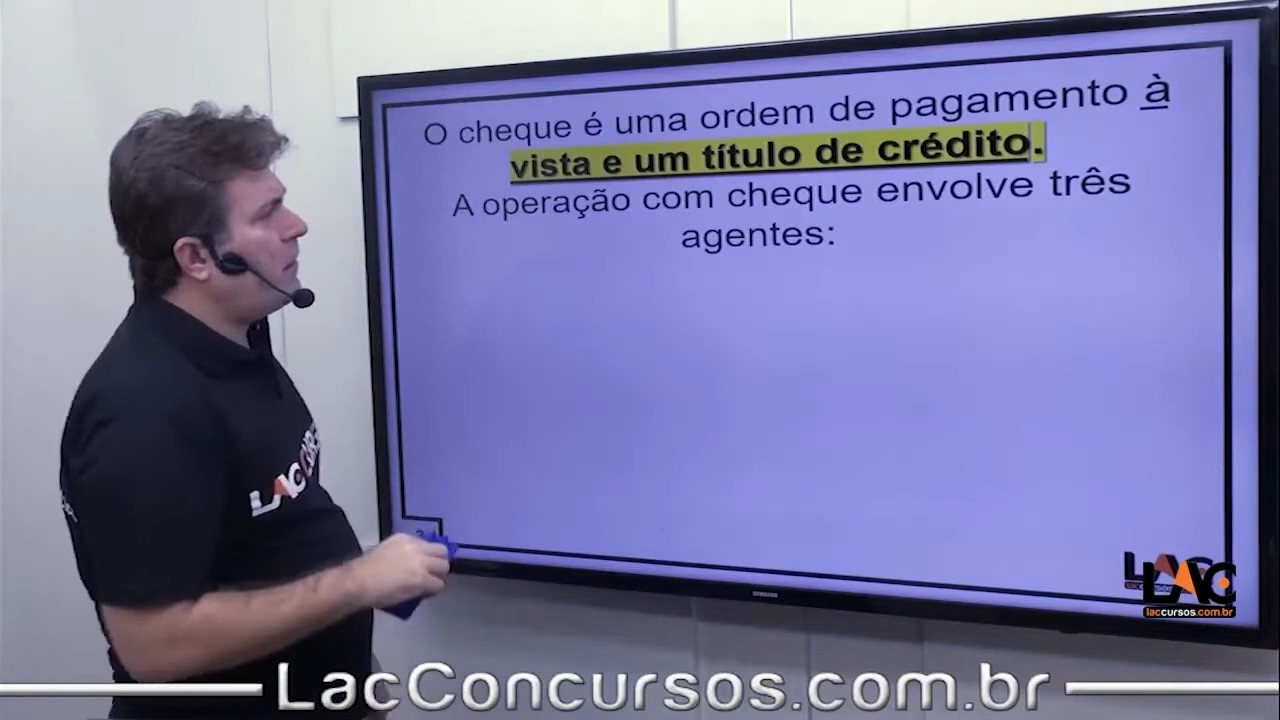 O cheque é uma ordem de pagamento à
vista e um título de crédito.
A operação com cheque envolve três
agentes:
SAMSUNG
LAC
laccursos.com.br
LacConcursos.com.br